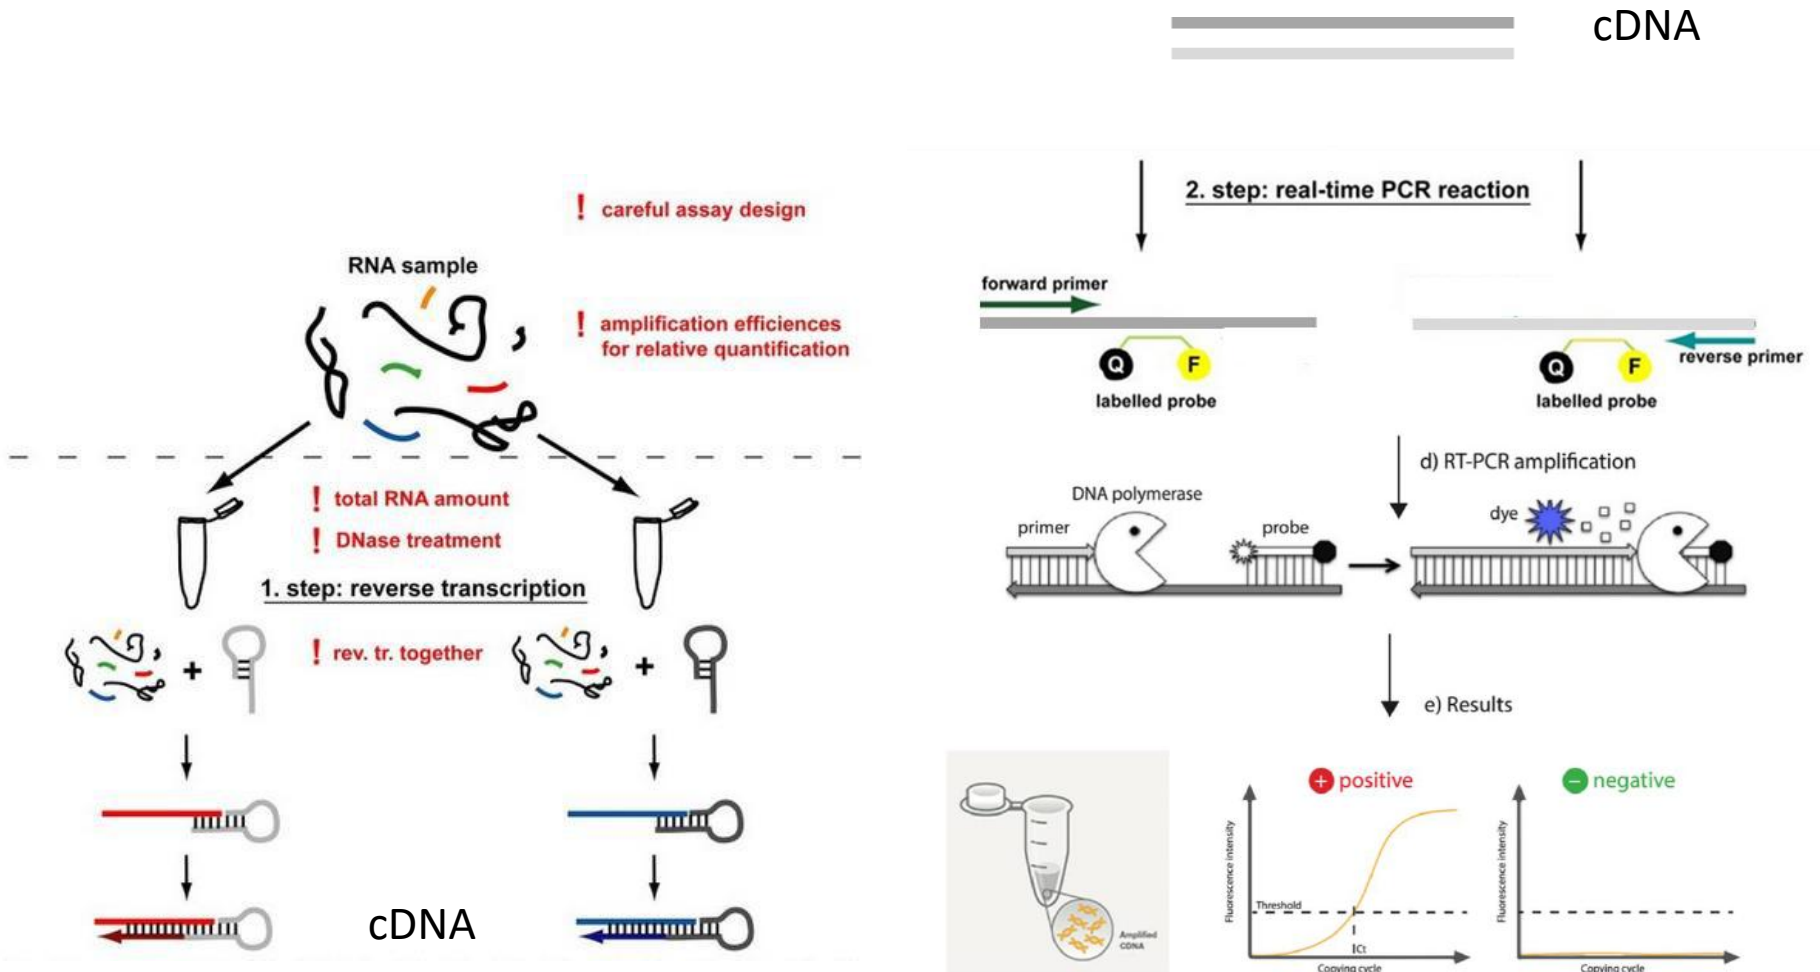 RNA sample
! careful assay design
! amplification efficiences
for relative quantification
! total RNA amount
! DNase treatment
1. step: reverse transcription
+
! rev. tr. together
+
cDNA
cDNA
2. step: real-time PCR reaction
forward primer
Q
F
labelled probe
reverse primer
Q
F
labelled probe
d) RT-PCR amplification
DNA polymerase
primer
probe
dye
e) Results
Amplified
CDNA
+ positive
Fluorescence intensity
Threshold
Ct
Copying cycle
− negative
Fluorescence intensity
Copying cycle